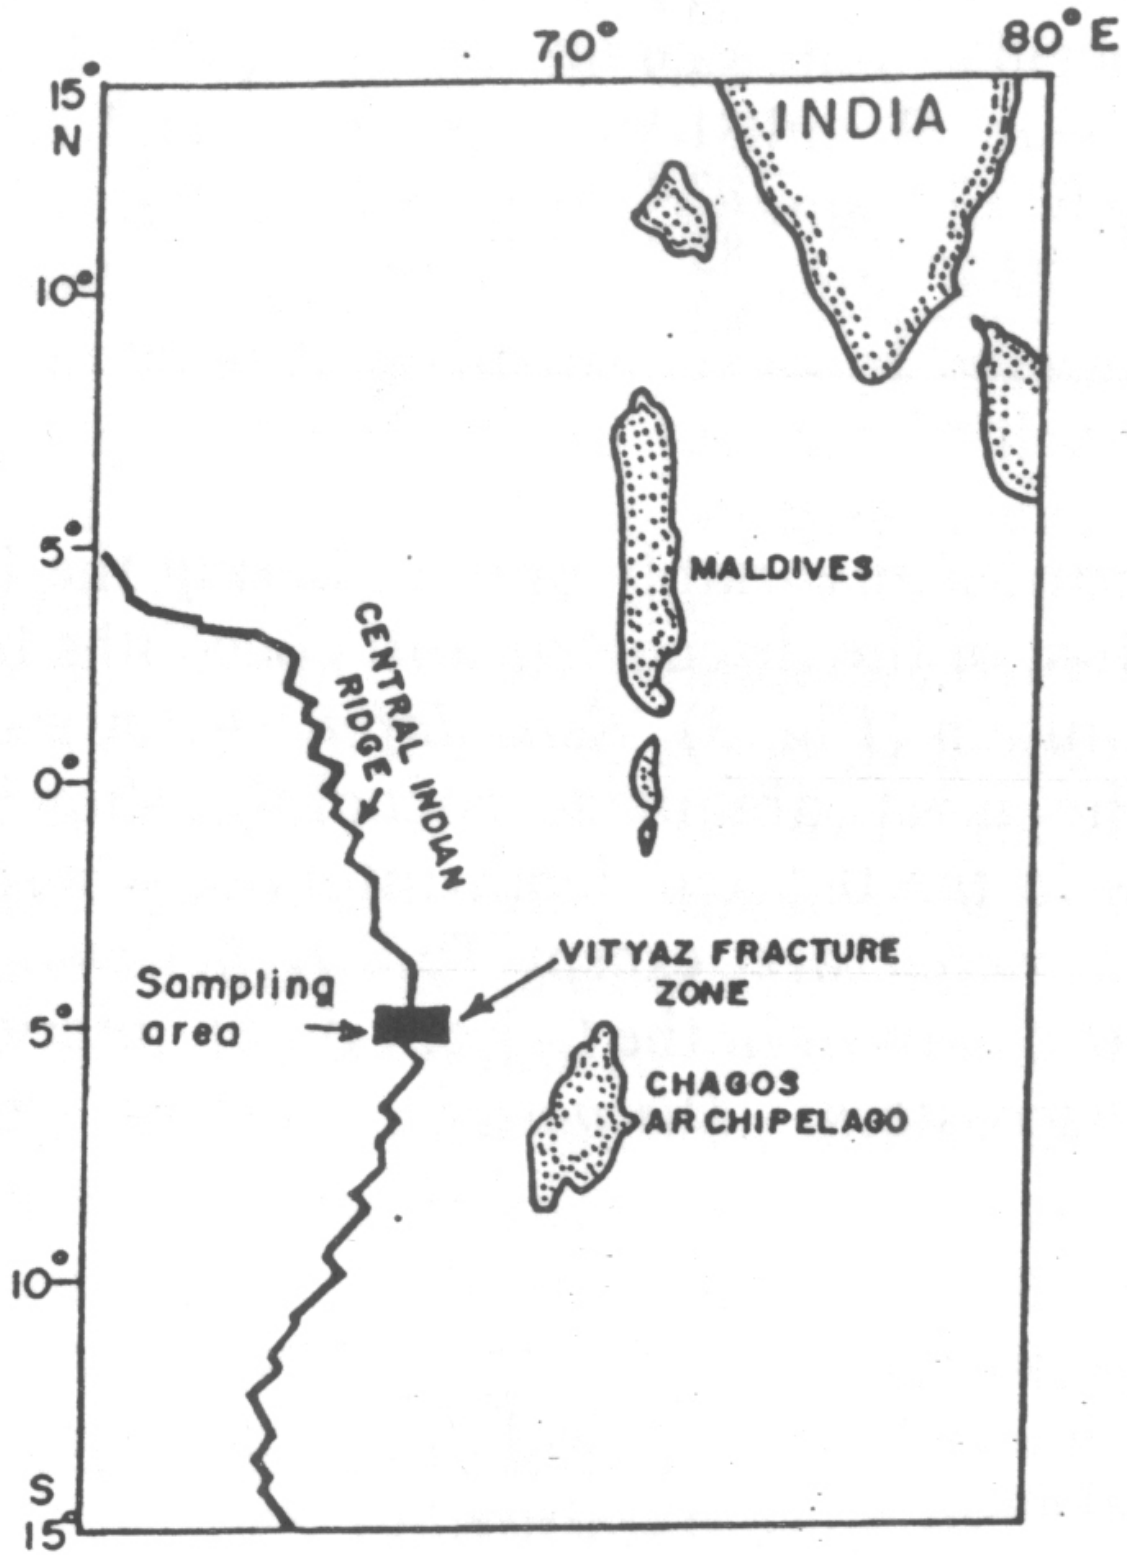 70°
80° E
15°
N
INDIA
10°
5°
MALDIVES
CENTRAL INDIAN
RIDGE
0°
VITYAZ FRACTURE
ZONE
Sampling
area
5°
CHAGOS
ARCHIPELAGO
10°
S
15